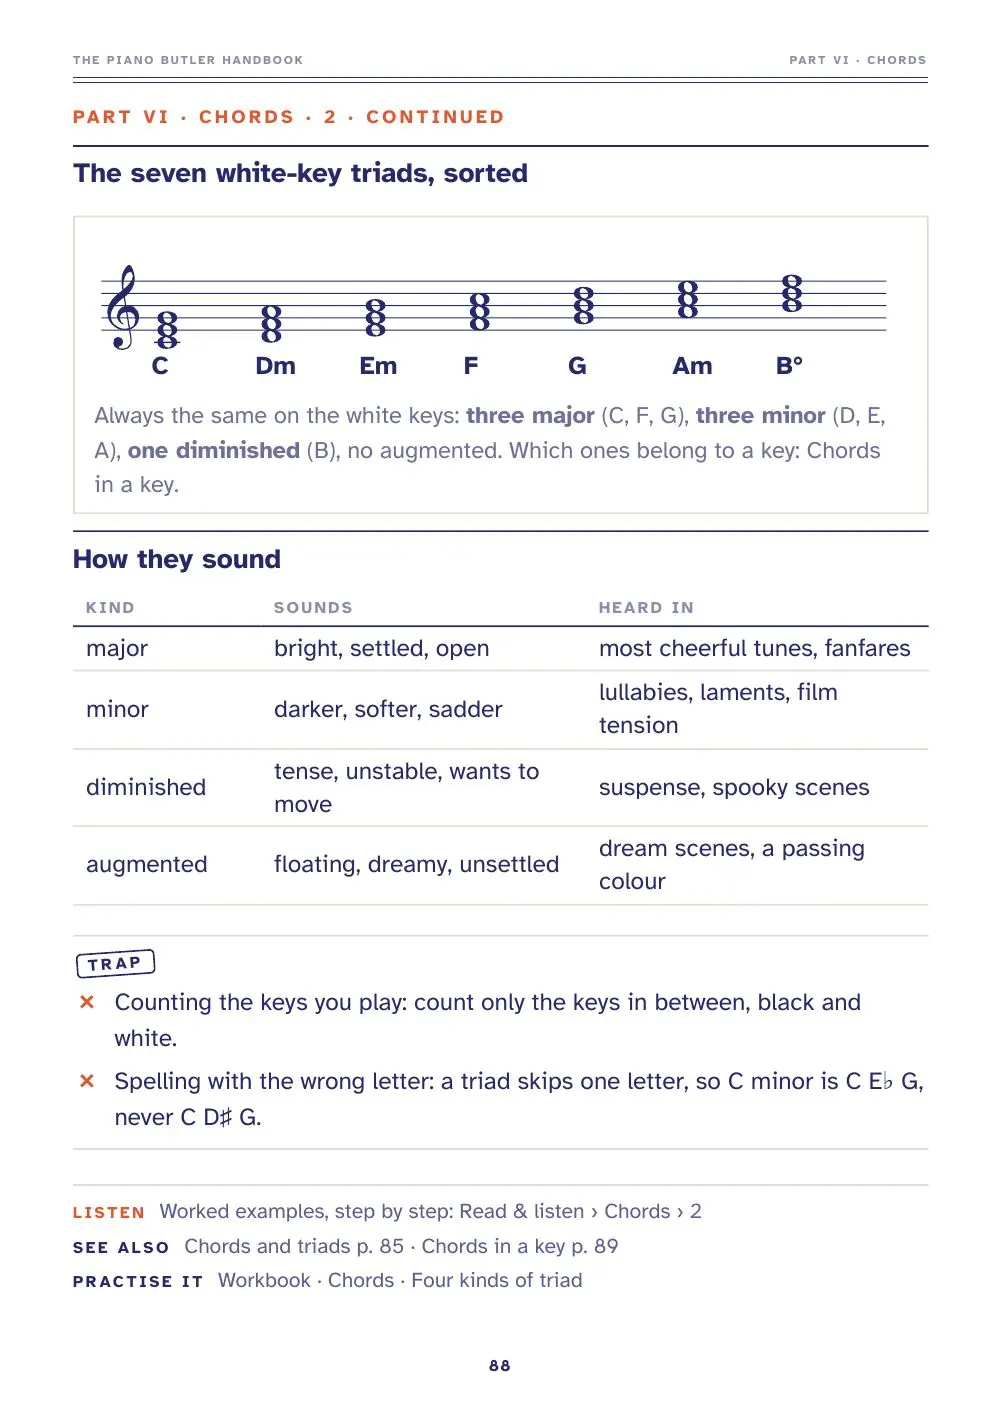 THE PIANO BUTLER HANDBOOK
PART VI · CHORDS
PART VI · CHORDS · 2 · CONTINUED
The seven white-key triads, sorted
C Dm Em F G Am B°
Always the same on the white keys: three major (C, F, G), three minor (D, E,
A), one diminished (B), no augmented. Which ones belong to a key: Chords
in a key.
How they sound
KIND SOUNDS HEARD IN
major bright, settled, open most cheerful tunes, fanfares
minor darker, softer, sadder lullabies, laments, film
tension
diminished tense, unstable, wants to
move
suspense, spooky scenes
augmented floating, dreamy, unsettled dream scenes, a passing
colour
TRAP
× Counting the keys you play: count only the keys in between, black and
white.
× Spelling with the wrong letter: a triad skips one letter, so C minor is C E♭ G,
never C D♯ G.
LISTEN Worked examples, step by step: Read & listen › Chords › 2
SEE ALSO Chords and triads p. 85 · Chords in a key p. 89
PRACTISE IT Workbook · Chords · Four kinds of triad
88